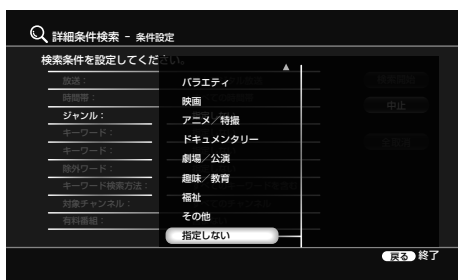 詳細条件検索 - 条件設定
検索条件を設定してください。
放送：
時間帯：
ジャンル：
キーワード：
キーワード：
除外ワード：
キーワード検索方法：
対象チャンネル：
有料番組：
▲
バラエティ
映画
アニメ／特撮
ドキュメンタリー
劇場／公演
趣味／教育
福祉
その他
指定しない
中止
戻る 終了